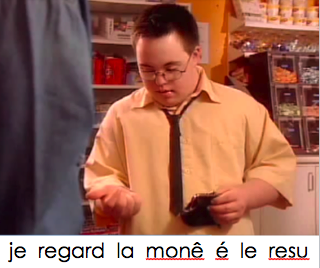 je regard la monê é le resu